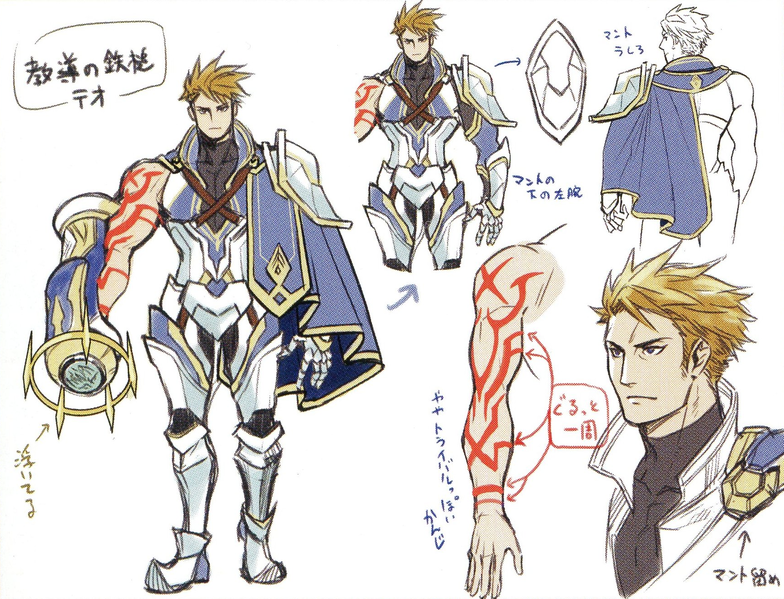 教導の鉄槌
テオ
マント
うしろ
マントの
下の左腕
ぐるっと
一周
ややトライバルっぽい
かんじ
浮いてる
マント留め